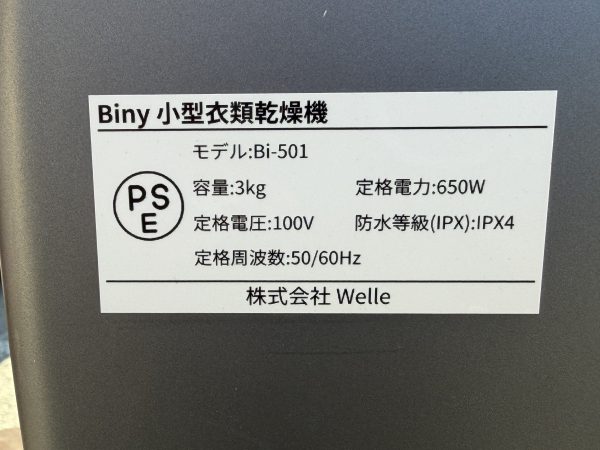 Biny 小型衣類乾燥機
モデル:Bi-501
PS
E
容量:3kg 定格電力:650W
定格電圧:100V 防水等級(IPX):IPX4
定格周波数:50/60Hz
株式会社 Welle